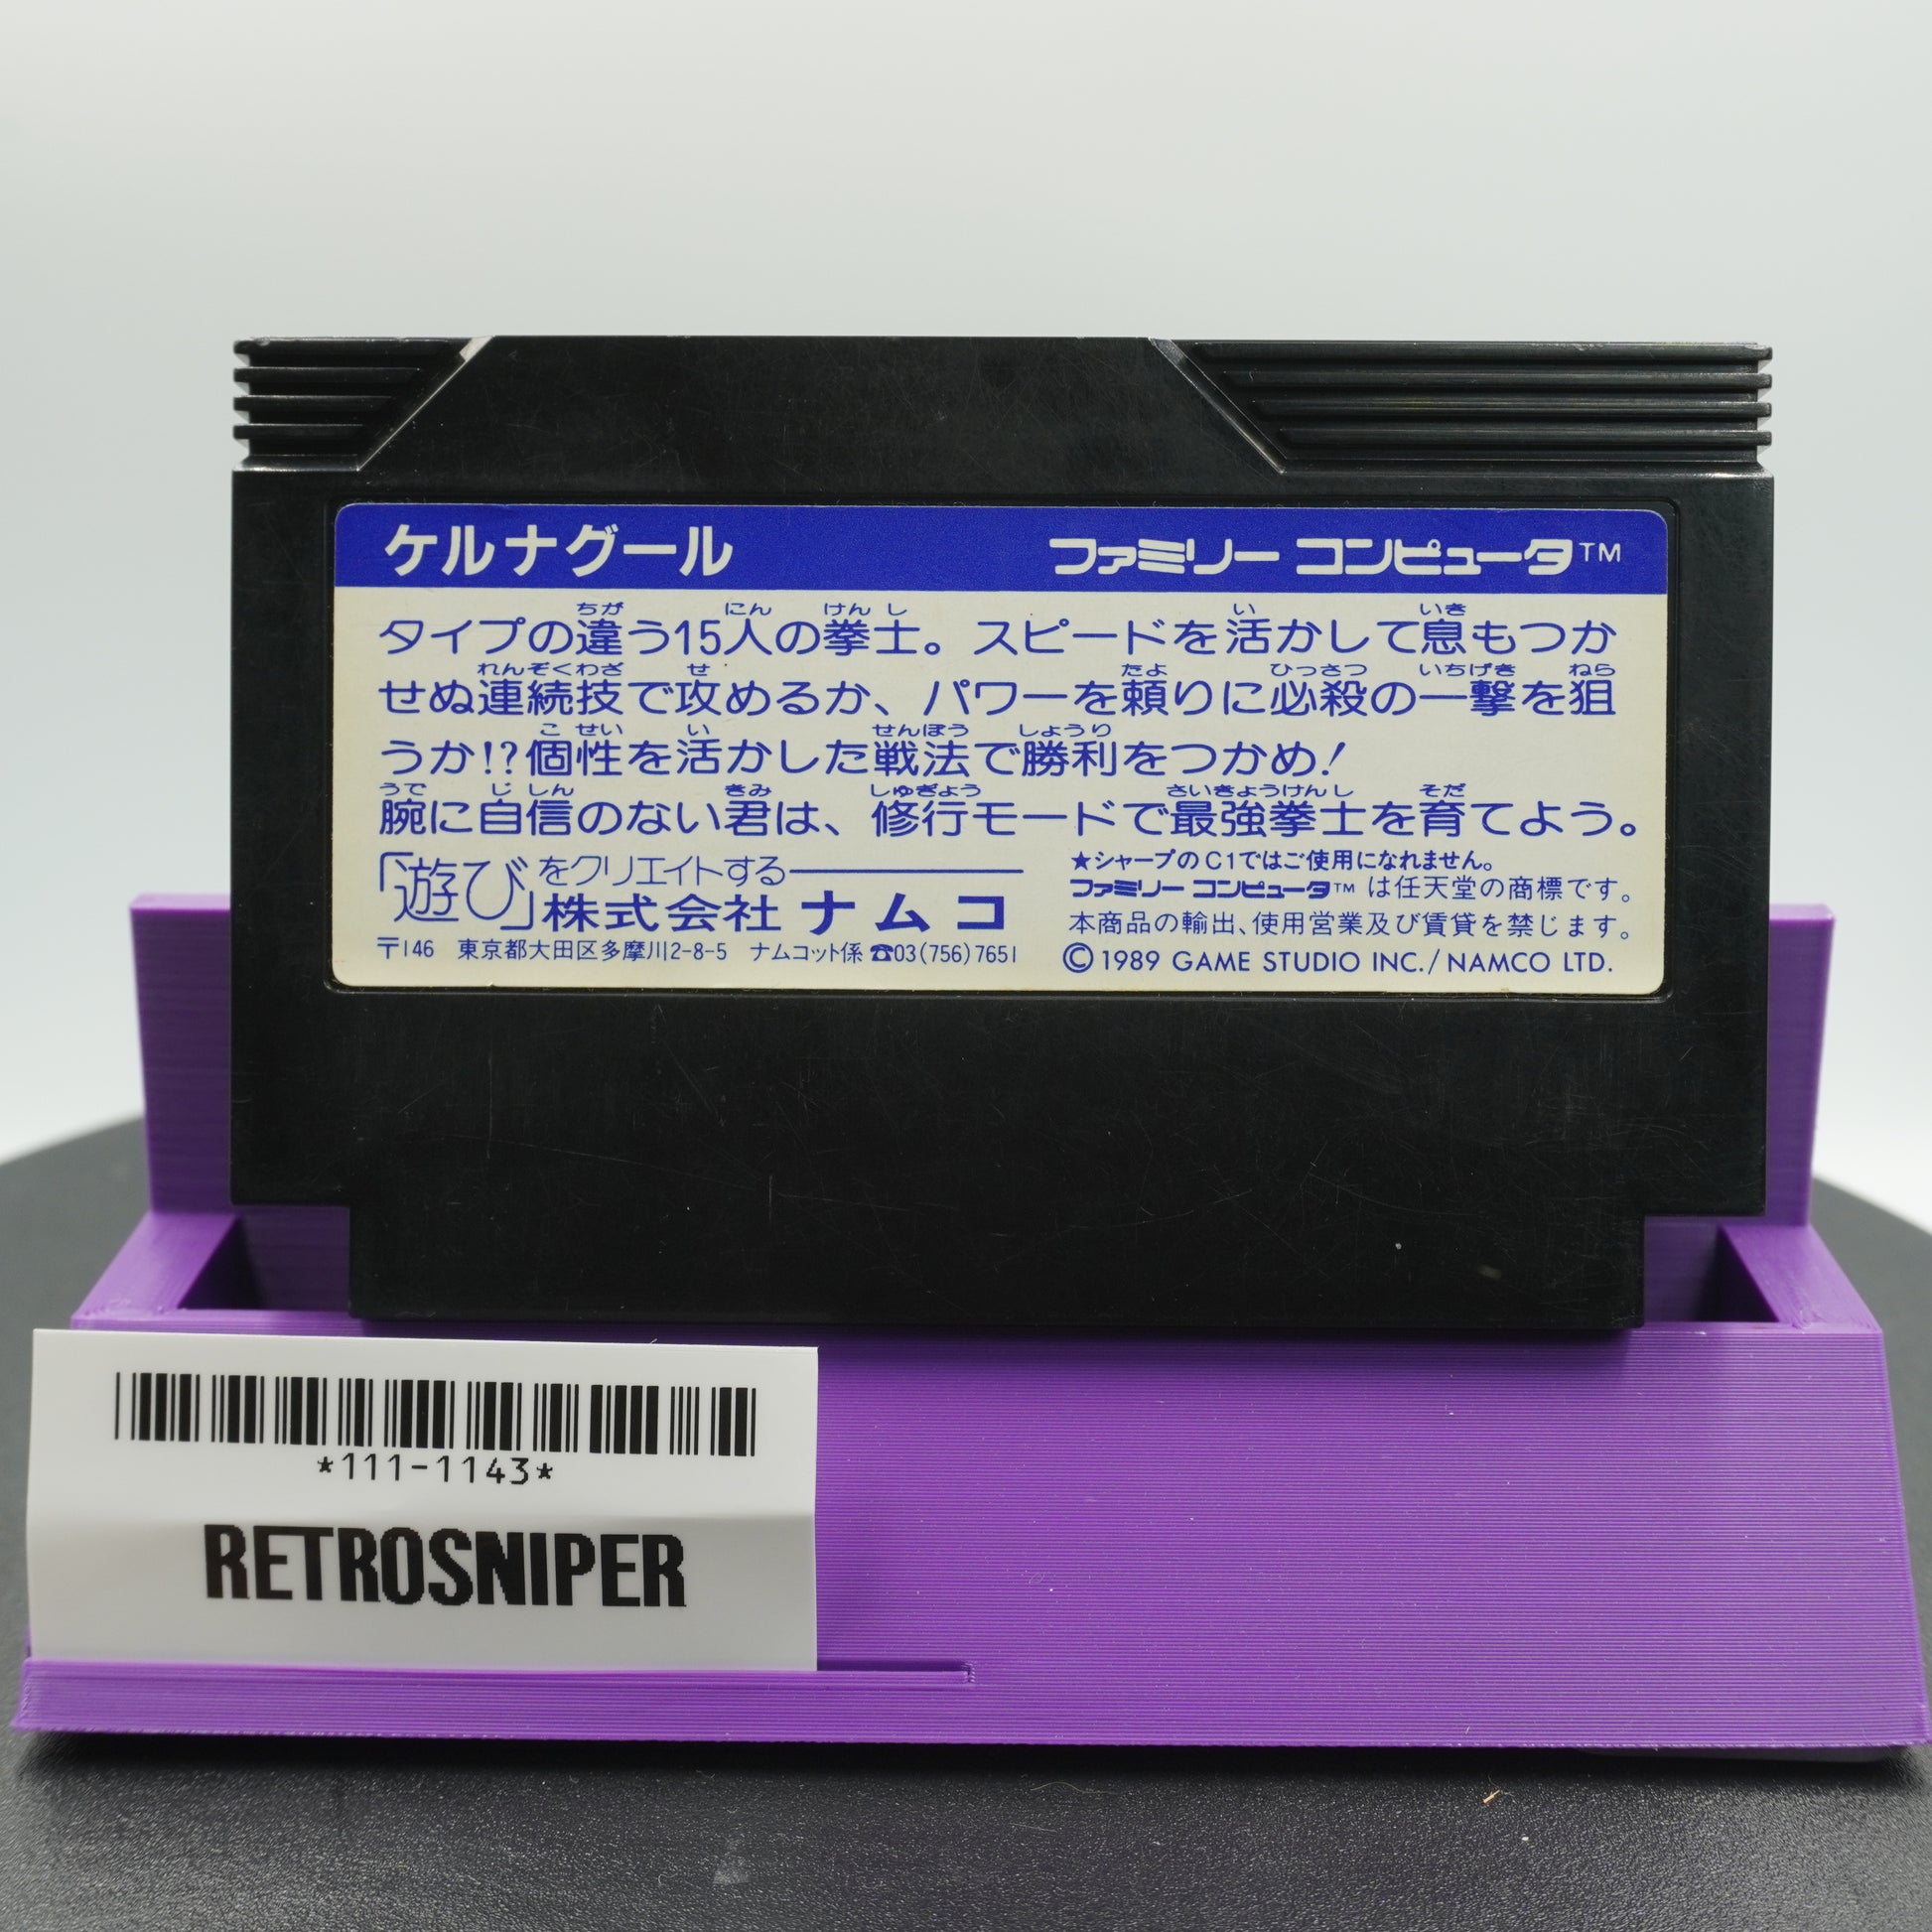 ケルナグール
ファミリー コンピュータ™
タイプの違う15人の拳士。スピードを活かして息もつか
せぬ連続技で攻めるか、パワーを頼りに必殺の一撃を狙
うか!?個性を活かした戦法で勝利をつかめ!
腕に自信のない君は、修行モードで最強拳士を育てよう。
「遊び」をクリエイトする
株式会社 ナムコ
〒146 東京都大田区多摩川2-8-5 ナムコット係 ☎03(756)7651
★シャープのC1ではご使用になれません。
ファミリー コンピュータ™ は任天堂の商標です。
本商品の輸出、使用営業及び賃貸を禁じます。
©1989 GAME STUDIO INC./NAMCO LTD.
*111-1143*
RETROSNIPER